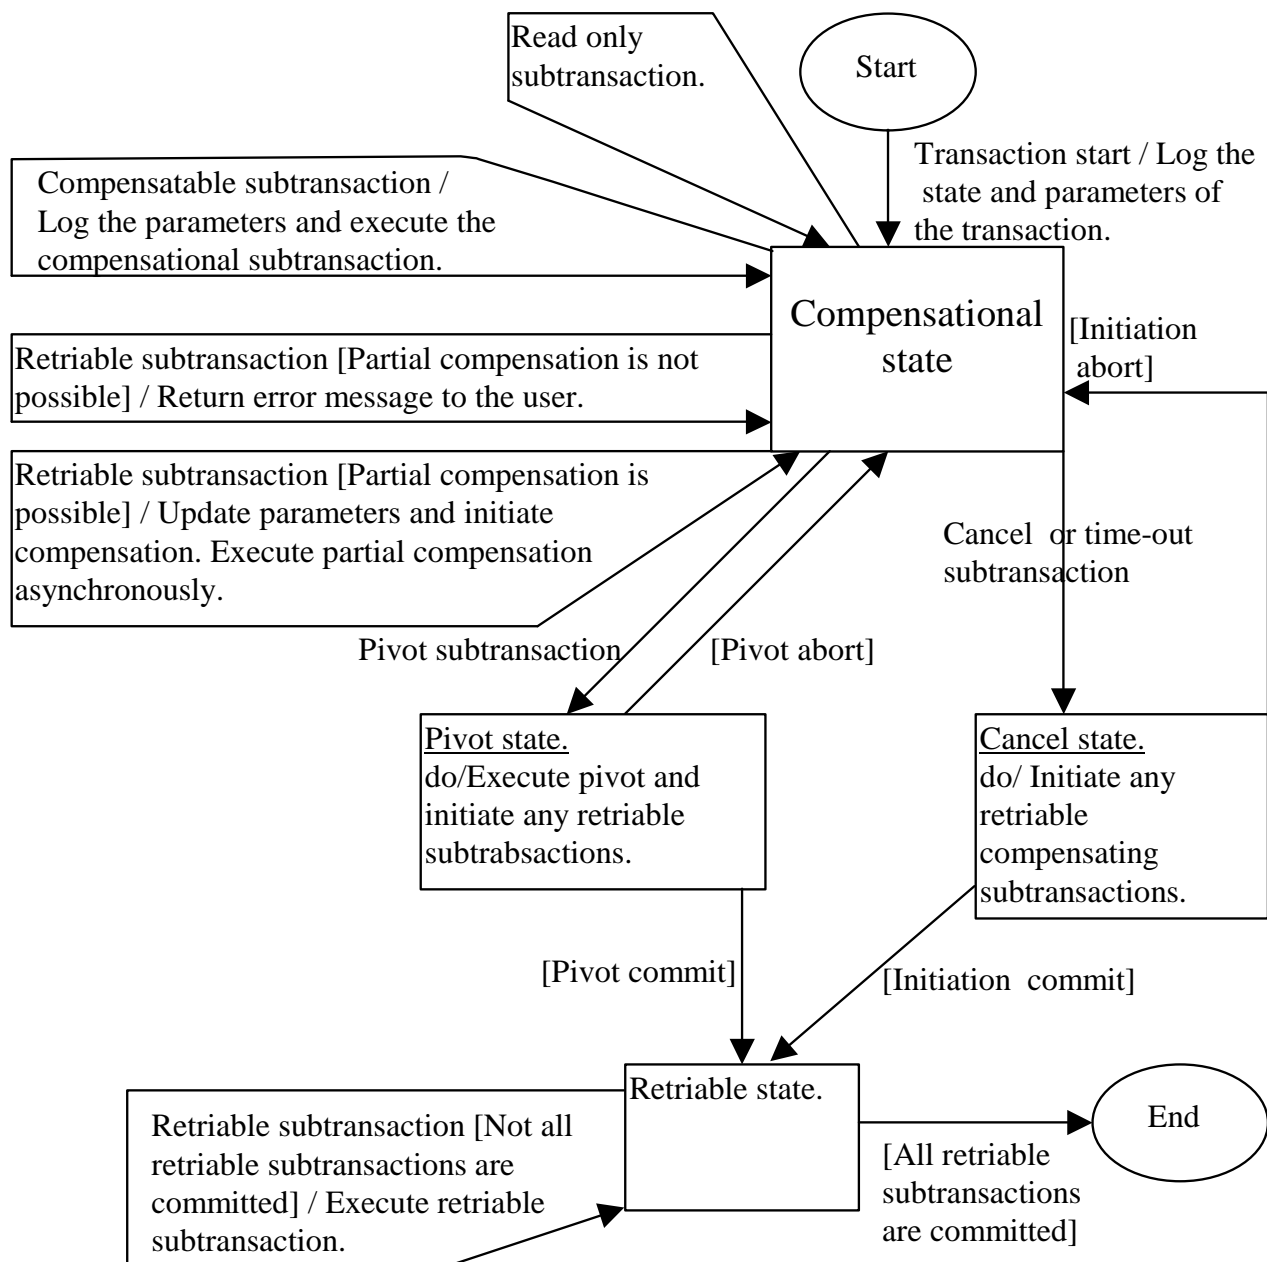 Read only
subtransaction.
Start
Transaction start / Log the
state and parameters of
the transaction.
Compensatable subtransaction /
Log the parameters and execute the
compensational subtransaction.
Compensational
state
[Initiation
abort]
Retriable subtransaction [Partial compensation is not
possible] / Return error message to the user.
Retriable subtransaction [Partial compensation is
possible] / Update parameters and initiate
compensation. Execute partial compensation
asynchronously.
Cancel or time-out
subtransaction
Pivot subtransaction
[Pivot abort]
Pivot state.
do/Execute pivot and
initiate any retriable
subtrabsactions.
Cancel state.
do/ Initiate any
retriable
compensating
subtransactions.
[Pivot commit]
[Initiation commit]
Retriable state.
End
Retriable subtransaction [Not all
retriable subtransactions are
committed] / Execute retriable
subtransaction.
[All retriable
subtransactions
are committed]